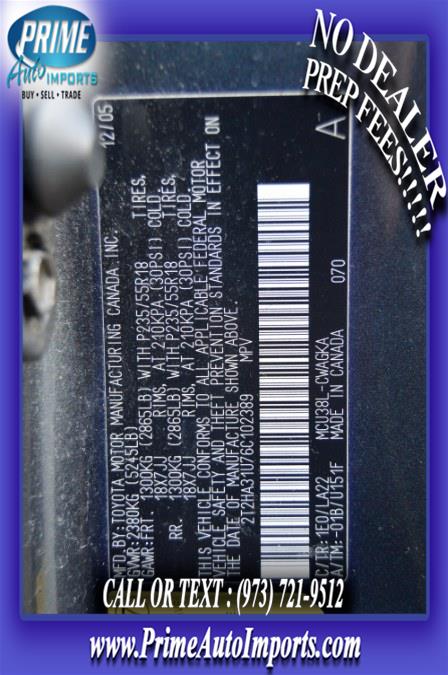 PRIME
Auto IMPORTS
BUY • SELL • TRADE
NO DEALER
PREP FEES!!!!!
12/05
MFD.BY:TOYOTA MOTOR MANUFACTURING CANADA INC.
GVWR:2380KG (5245LB)
GAWR:FRT. 1300KG (2865LB) WITH P235/55R18 TIRES,
18X7JJ RIMS, AT 210KPA (30PSI) COLD.
RR. 1300KG (2865LB) WITH P235/55R18 TIRES,
18X7JJ RIMS, AT 210KPA (30PSI) COLD.
THIS VEHICLE CONFORMS TO ALL APPLICABLE FEDERAL MOTOR
VEHICLE SAFETY AND THEFT PREVENTION STANDARDS IN EFFECT ON
THE DATE OF MANUFACTURE SHOWN ABOVE.
2T2HA31U76C102389 MPV
C/TR:1E0/LA22 MCU38L-CWAGKA 070
A/TM:-01B/U151F MADE IN CANADA
A
CALL OR TEXT : (973) 721-9512
www.PrimeAutoImports.com